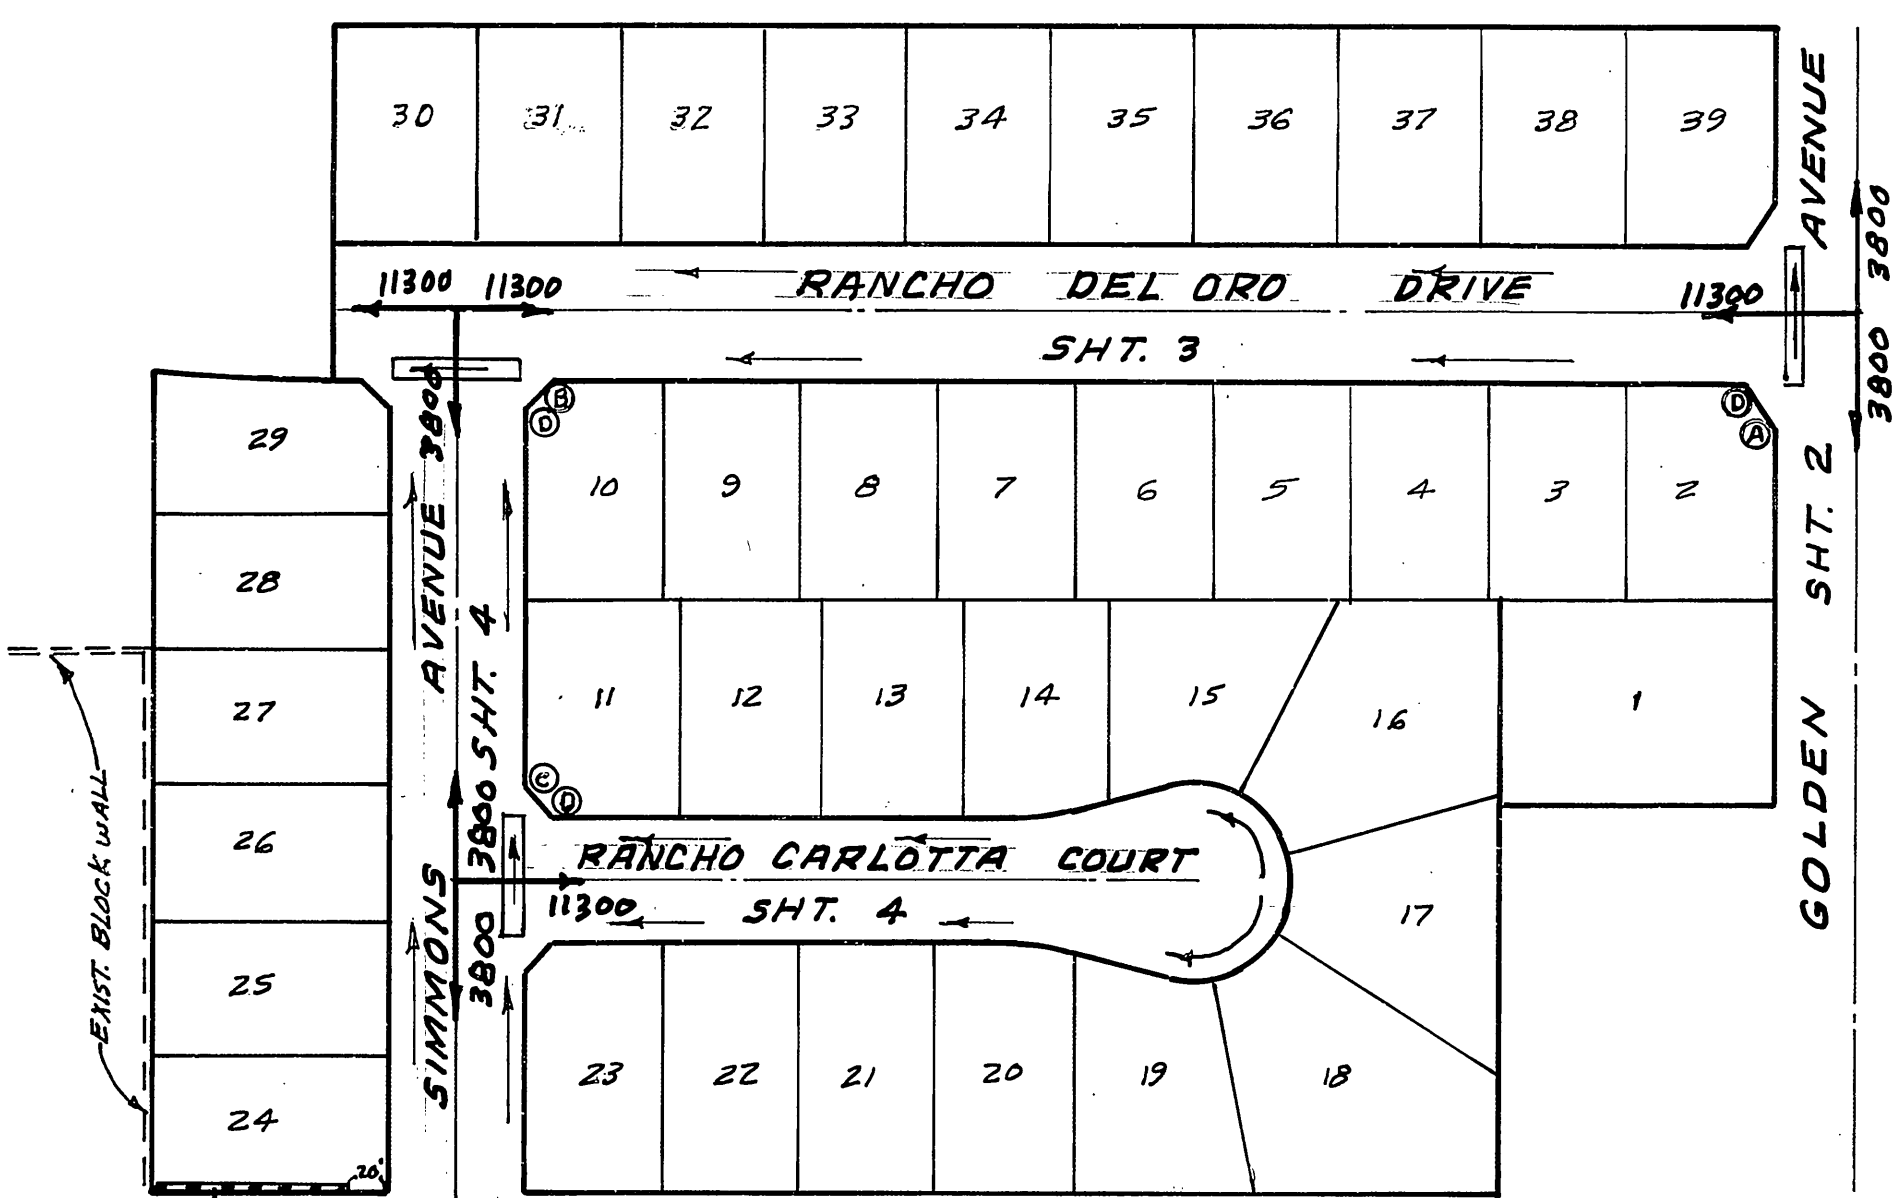 30 31 32 33 34 35 36 37 38 39
AVENUE
3800
11300 11300
RANCHO DEL ORO DRIVE
11300
SHT. 3
3800
3800
B
D
D
A
29
10 9 8 7 6 5 4 3 2
SHT. 2
28
AVENUE
SHT. 4
27
11 12 13 14 15 16 1
GOLDEN
C
D
26
3800
RANCHO CARLOTTA COURT
11300
SHT. 4
17
EXIST. BLOCK WALL
25
SIMMONS
3800
23 22 21 20 19 18
24
20'